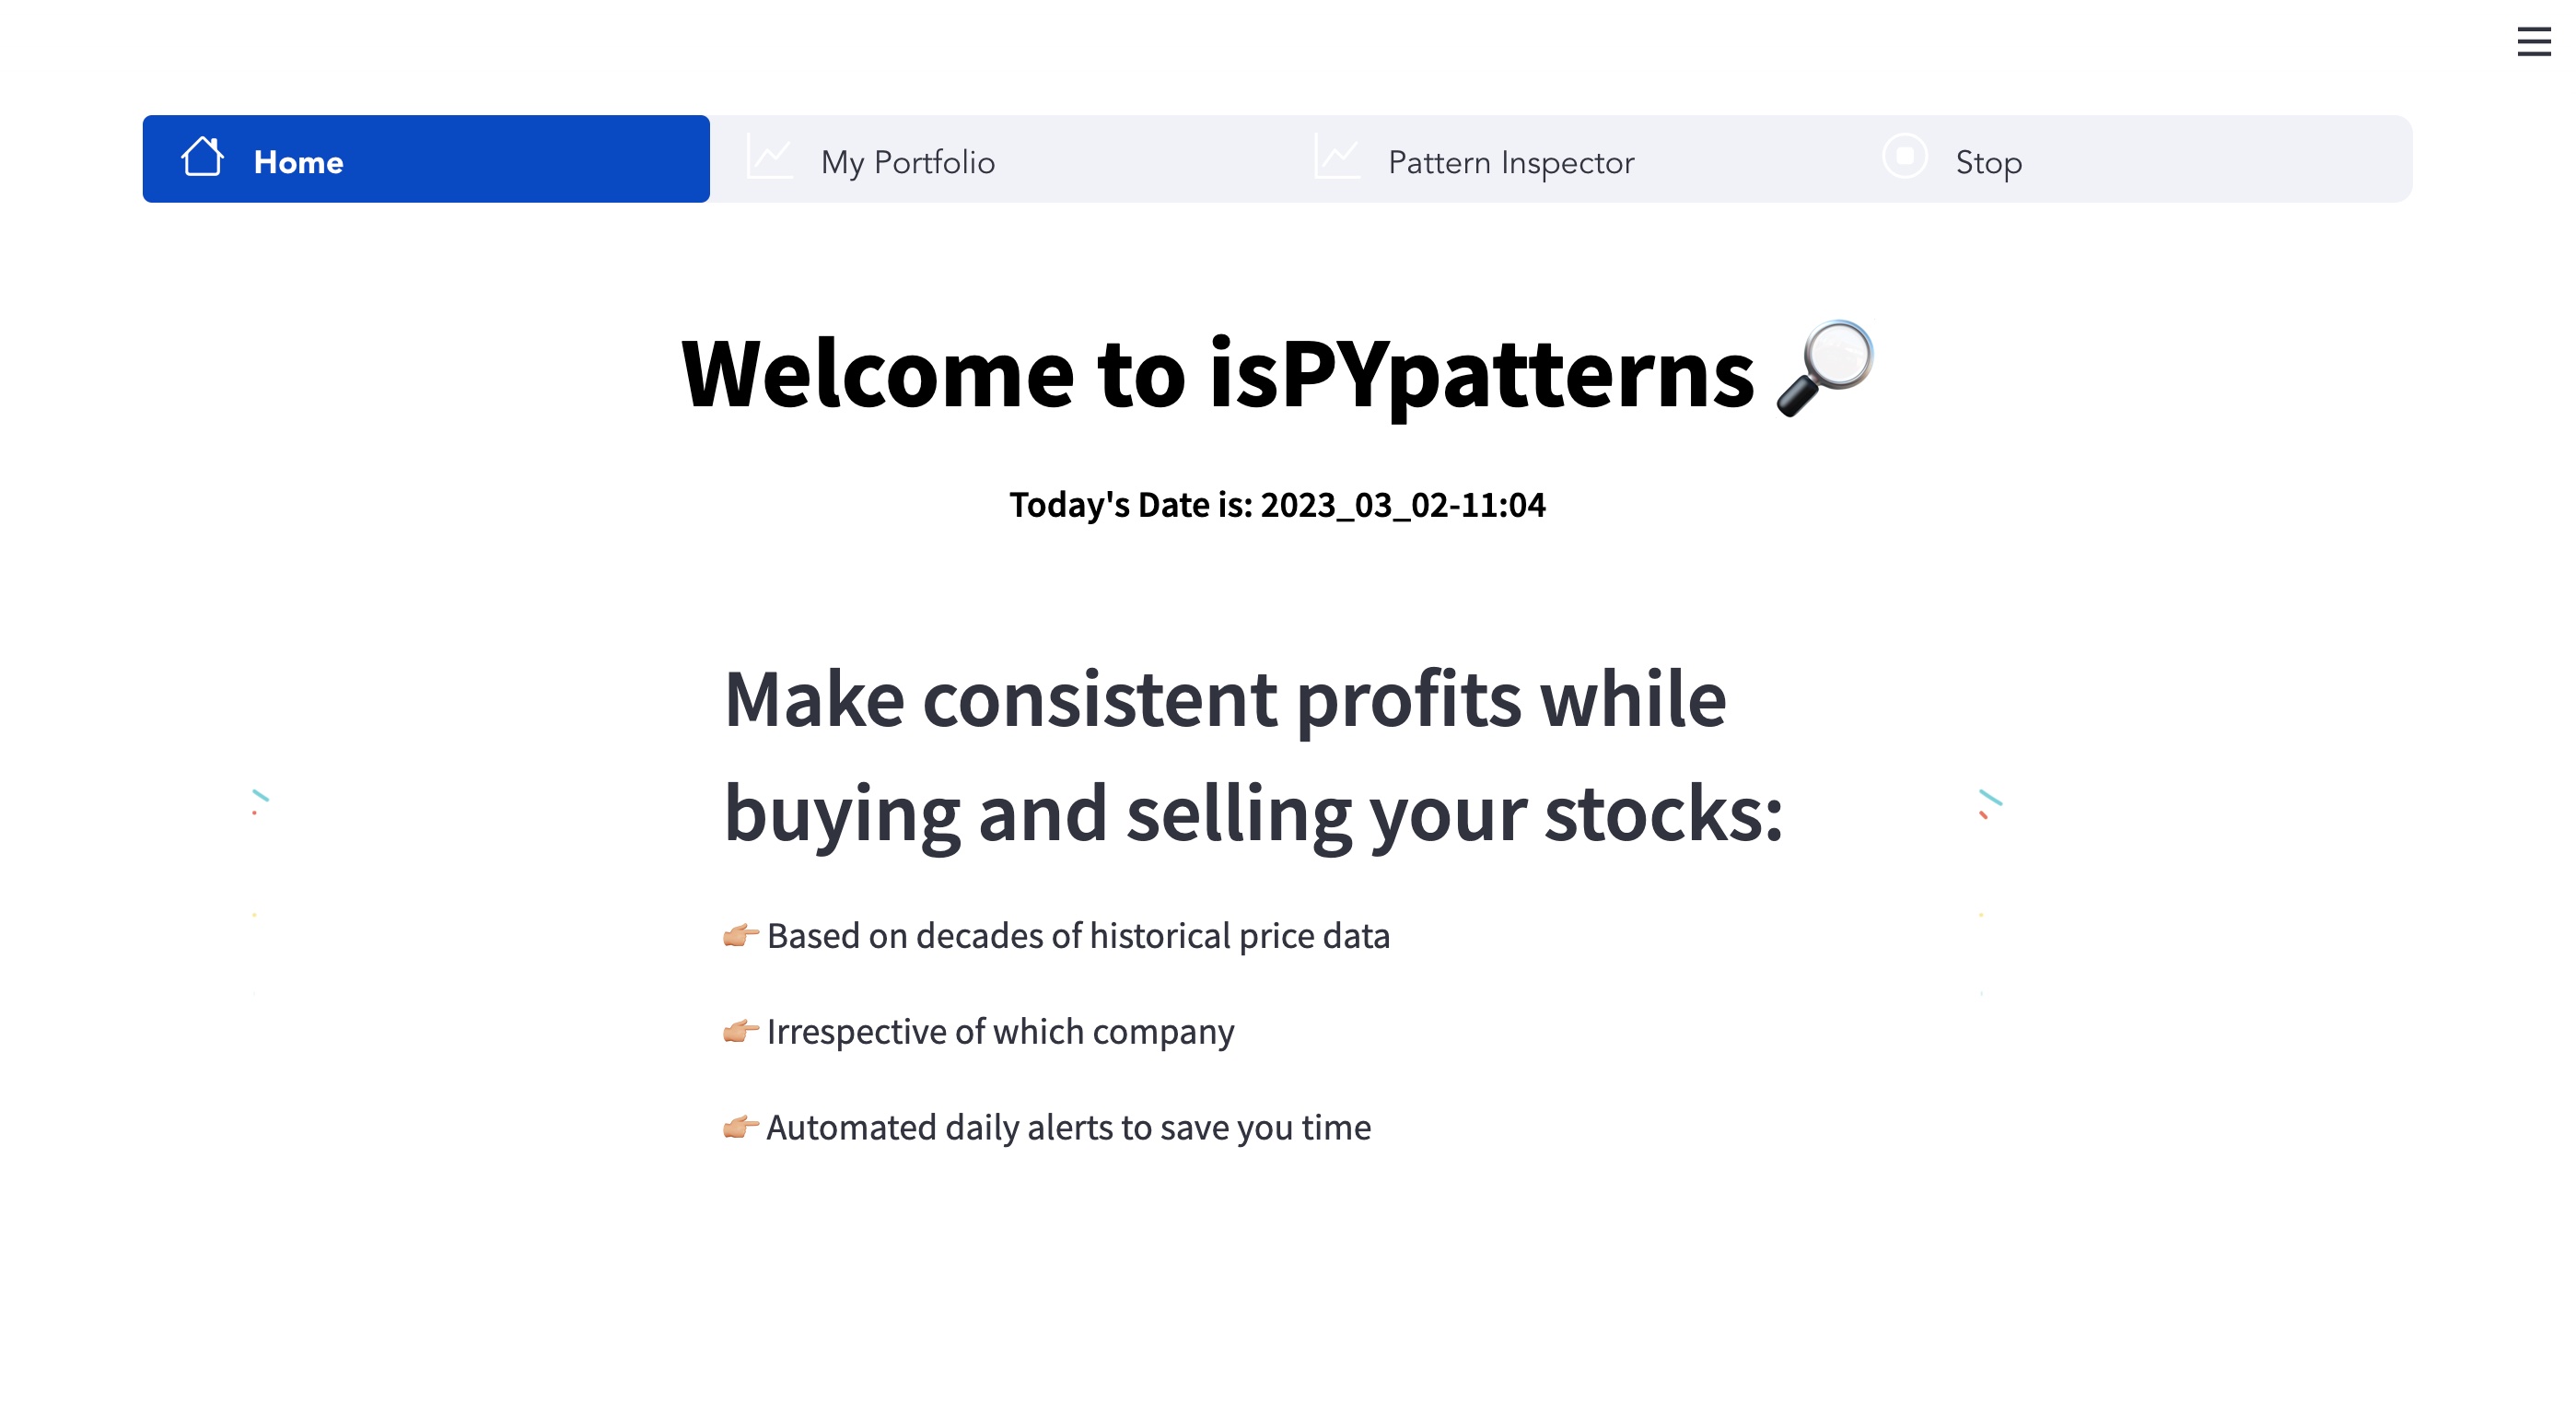 Home
My Portfolio
Pattern Inspector
Stop
Welcome to isPYpatterns
Today's Date is: 2023_03_02-11:04
Make consistent profits while
buying and selling your stocks:
Based on decades of historical price data
Irrespective of which company
Automated daily alerts to save you time